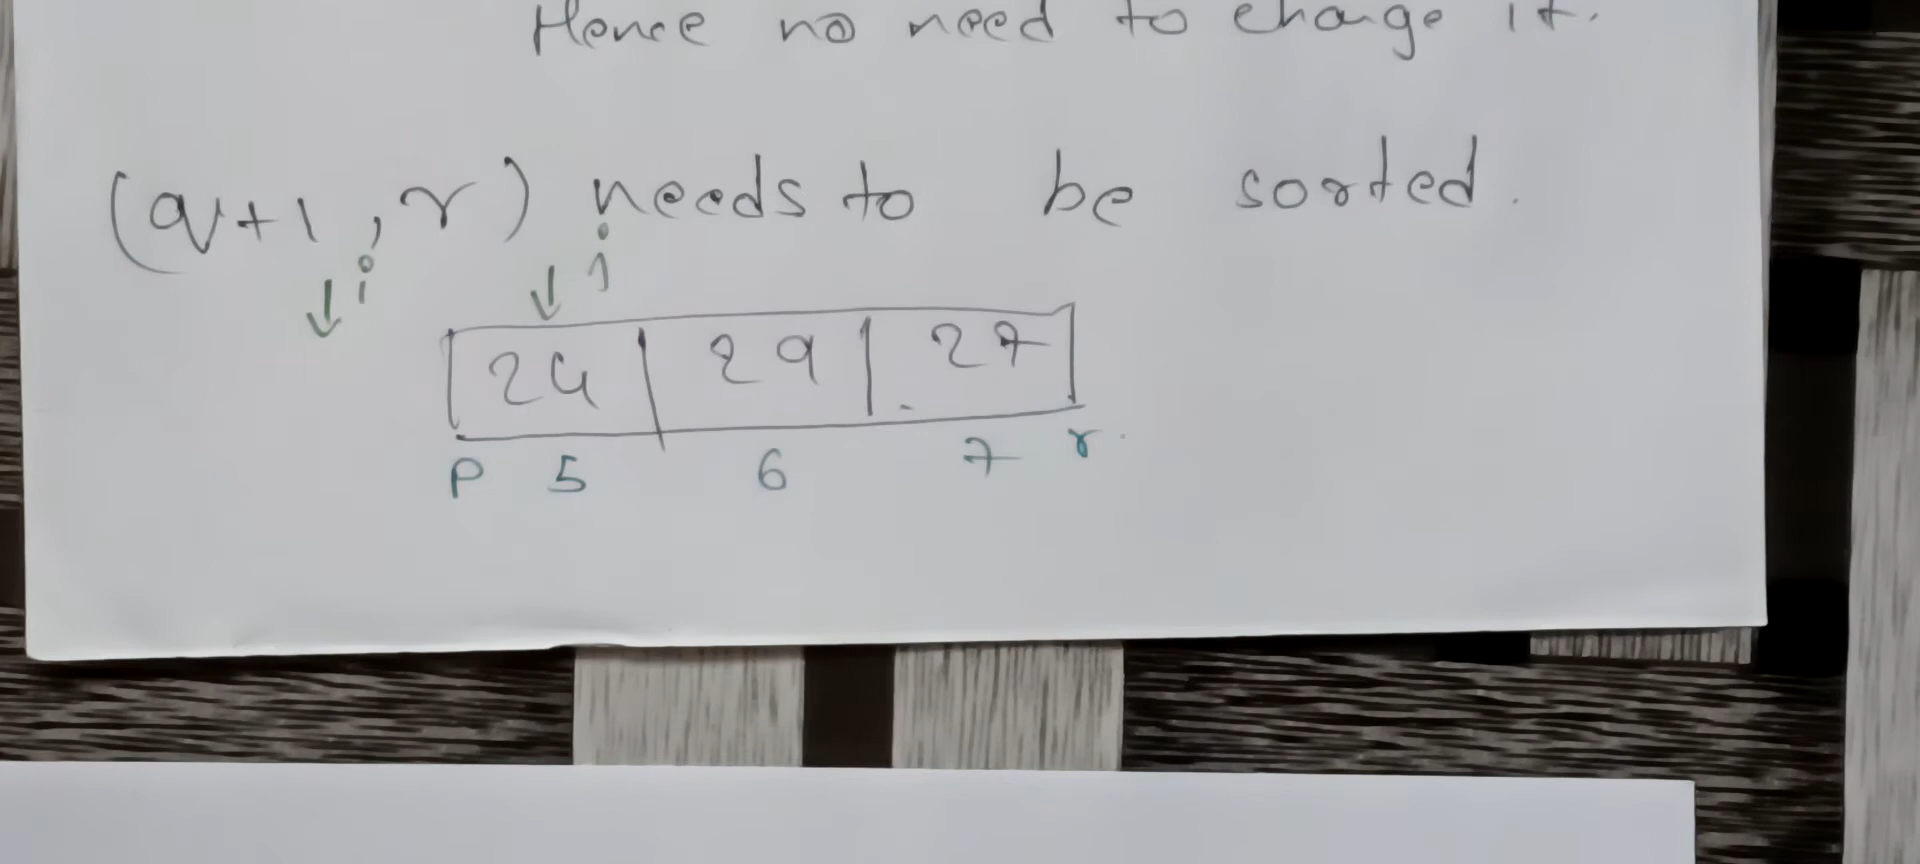 Hence no need to change it.
(q+1, r) needs to be sorted.
↓ i ↓ j
24 29 27
p 5 6 7 r